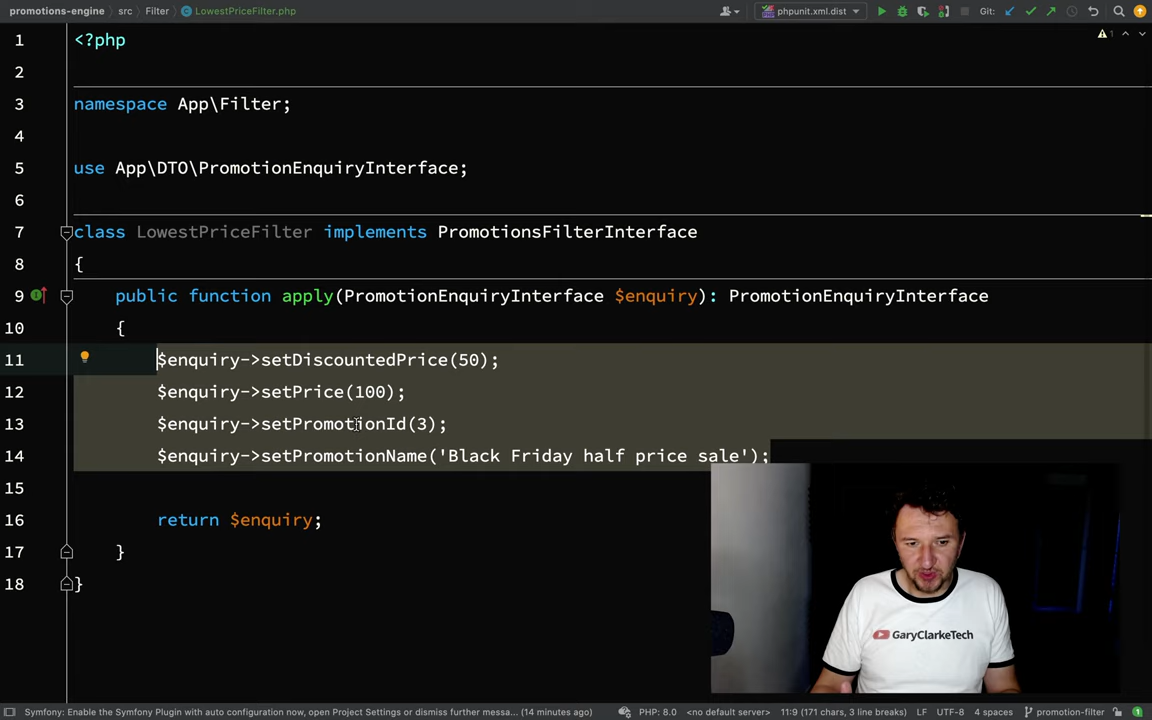 promotions-engine src Filter LowestPriceFilter.php phpunit.xml.dist Git:
1 <?php
1
2
3 namespace App\Filter;
4
5 use App\DTO\PromotionEnquiryInterface;
6
7 class LowestPriceFilter implements PromotionsFilterInterface
8 {
9 public function apply(PromotionEnquiryInterface $enquiry): PromotionEnquiryInterface
10 {
11 $enquiry->setDiscountedPrice(50);
12 $enquiry->setPrice(100);
13 $enquiry->setPromotionId(3);
14 $enquiry->setPromotionName('Black Friday half price sale');
15
16 return $enquiry;
17 }
18 }
GaryClarkeTech
Symfony: Enable the Symfony Plugin with auto configuration now, open Project Settings or dismiss further messa... (14 minutes ago) PHP: 8.0 <no default server> 11:9 (171 chars, 3 line breaks) LF UTF-8 4 spaces promotion-filter 1